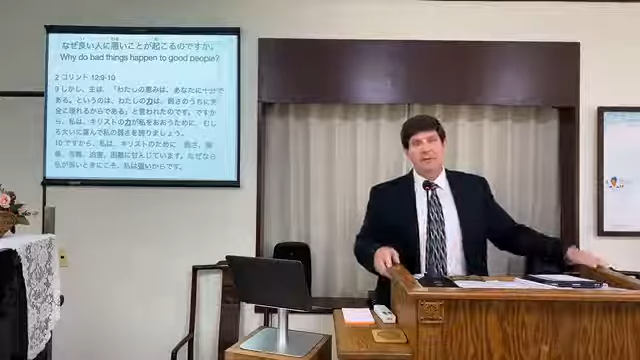 なぜ良い人に悪いことが起こるのですか。
Why do bad things happen to good people?
2 コリント 12:9-10
9 しかし、主は、「わたしの恵みは、あなたに十分で
ある。というのは、わたしの力は、弱さのうちに完
全に現れるからである」と言われたのです。ですか
ら、私は、キリストの力が私をおおうために、むし
ろ大いに喜んで私の弱さを誇りましょう。
10 ですから、私は、キリストのために、弱さ、
迫害、困難に甘んじています。なぜなら
私が弱いときにこそ、私は強いからです。